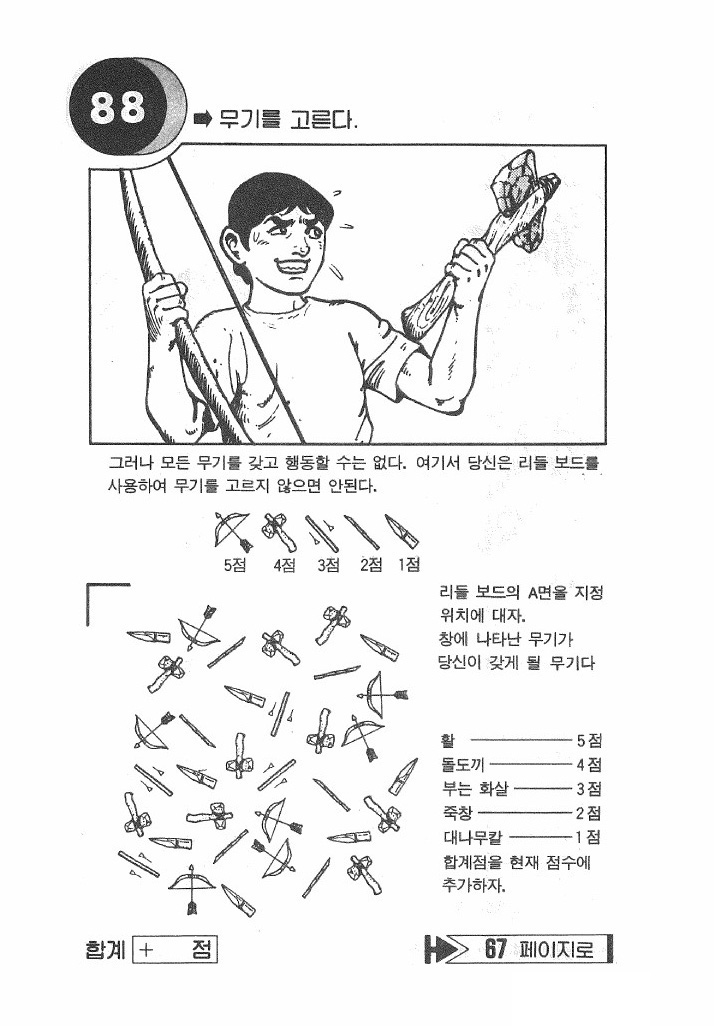 88
➡ 무기를 고른다.
그러나 모든 무기를 갖고 행동할 수는 없다. 여기서 당신은 리들 보드를
사용하여 무기를 고르지 않으면 안된다.
5점 4점 3점 2점 1점
리들 보드의 A면을 지정
위치에 대자.
창에 나타난 무기가
당신이 갖게 될 무기다
활 ——— 5점
돌도끼 ——— 4점
부는 화살 ——— 3점
죽창 ——— 2점
대나무칼 ——— 1점
합계점을 현재 점수에
추가하자.
합계 + 점
67 페이지로